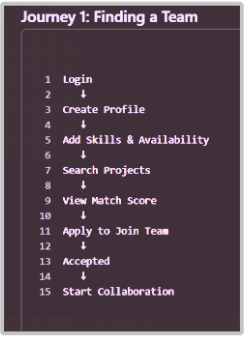 Journey 1: Finding a Team
1 Login
2 ↓
3 Create Profile
4 ↓
5 Add Skills & Availability
6 ↓
7 Search Projects
8 ↓
9 View Match Score
10 ↓
11 Apply to Join Team
12 ↓
13 Accepted
14 ↓
15 Start Collaboration